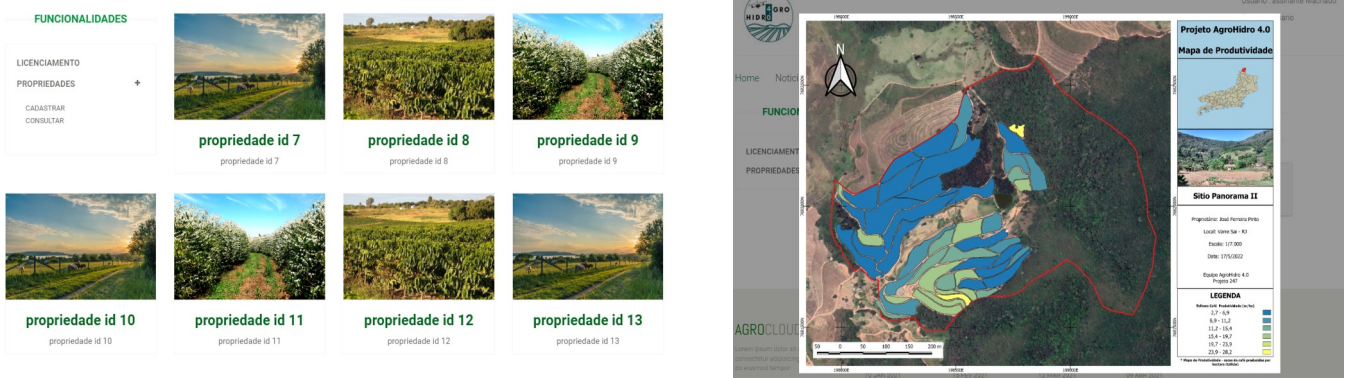 FUNCIONALIDADES
LICENCIAMENTO
PROPRIEDADES +
CADASTRAR
CONSULTAR
propriedade id 7
propriedade id 7
propriedade id 8
propriedade id 8
propriedade id 9
propriedade id 9
propriedade id 10
propriedade id 10
propriedade id 11
propriedade id 11
propriedade id 12
propriedade id 12
propriedade id 13
propriedade id 13
AGRO
HIDRO
Home
FUNCION
LICENCIAMENT
PROPRIEDADES
AGROCLOUD
N
50 0 50 100 150 200 m
Projeto AgroHidro 4.0
Mapa de Produtividade
Sitio Panorama II
Proprietário: José Ferreira Pinto
Local: Varre Sai - RJ
Escala: 1/7.000
Data: 17/5/2022
Equipe AgroHidro 4.0
Projeto 247
LEGENDA
2,7 - 6,9
6,9 - 11,2
11,2 - 15,4
15,4 - 19,7
19,7 - 23,9
23,9 - 28,2